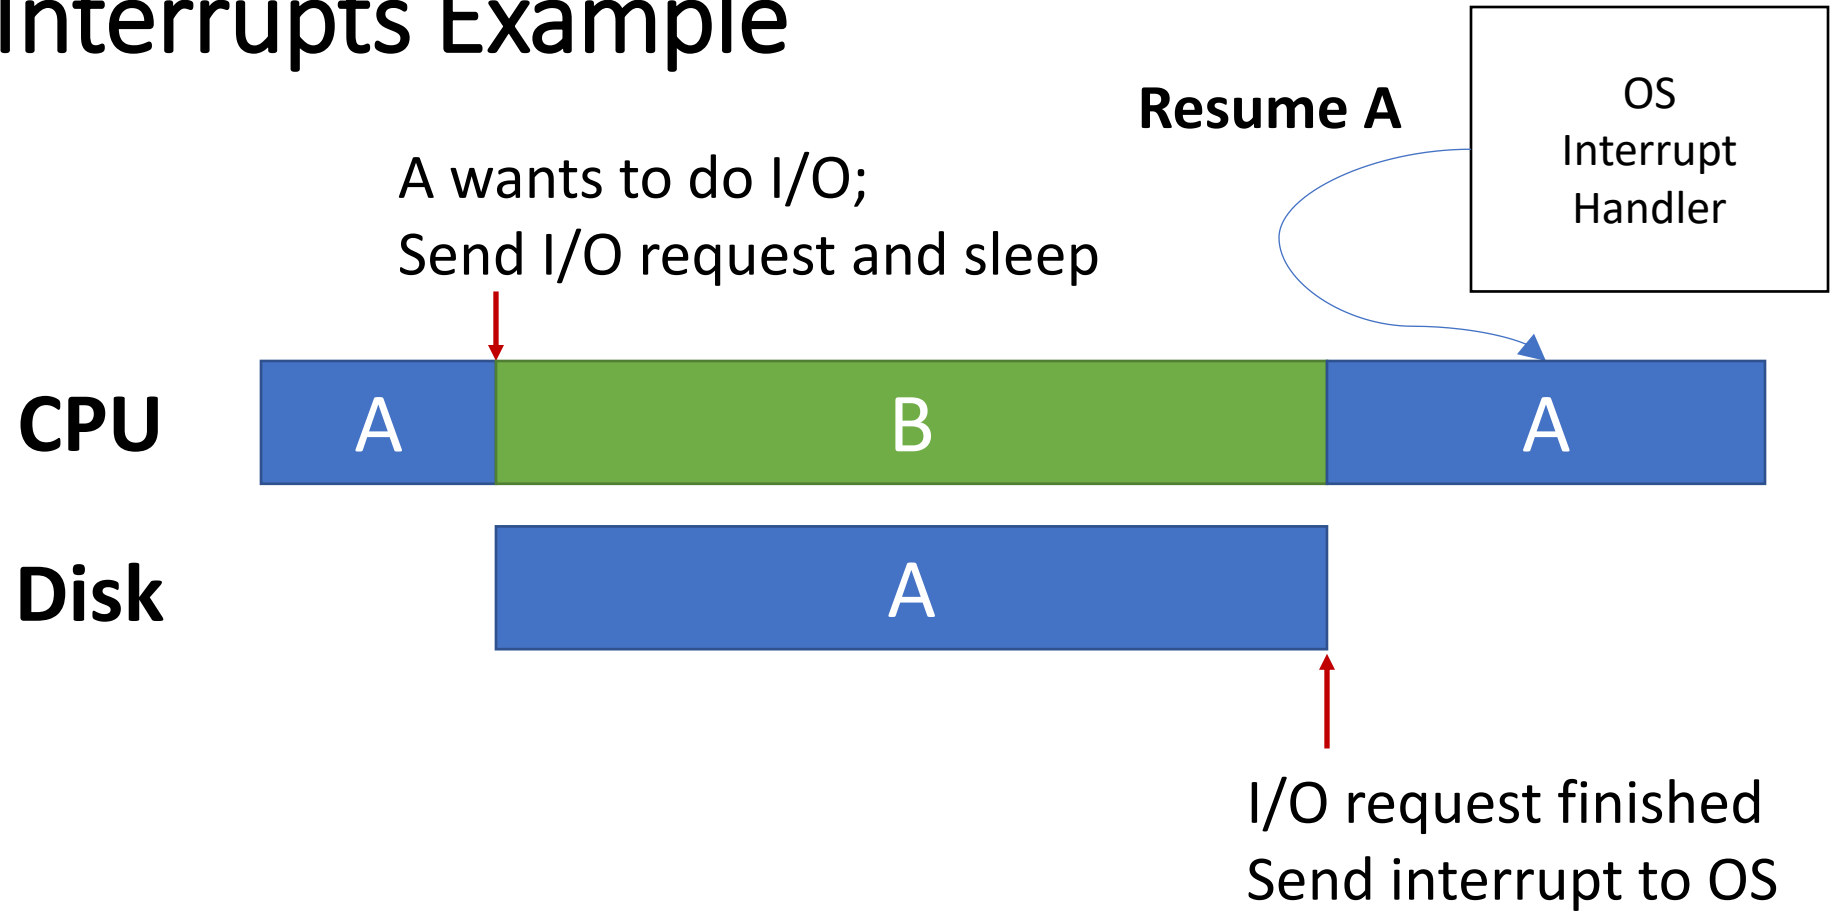 Interrupts Example
Resume A
OS
Interrupt
Handler
A wants to do I/O;
Send I/O request and sleep
CPU
A
B
A
Disk
A
I/O request finished
Send interrupt to OS